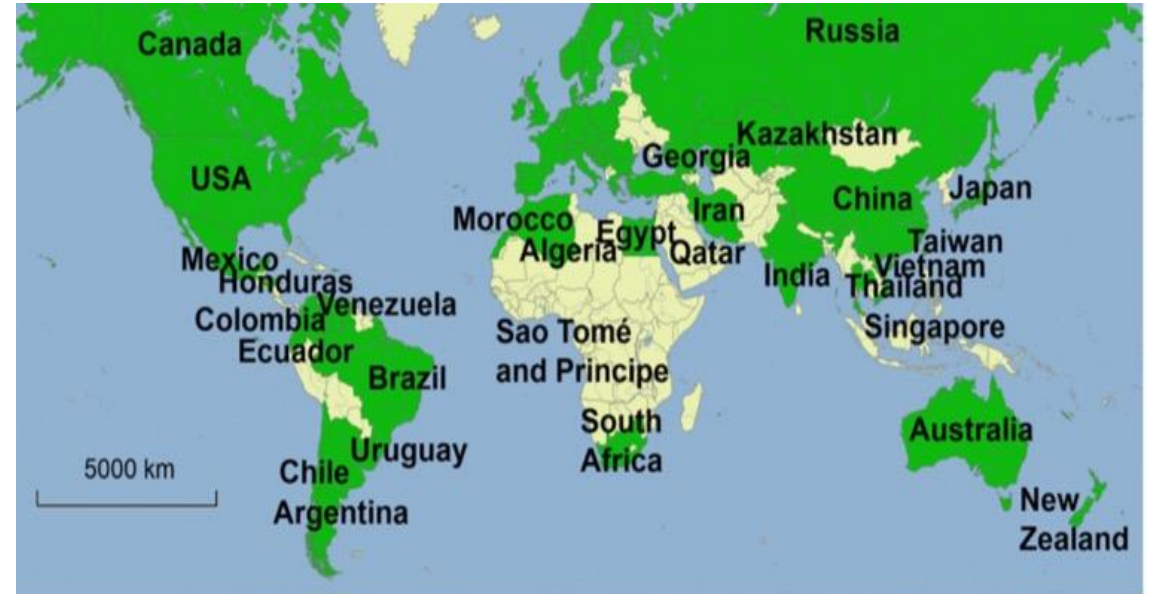 Canada
Russia
Kazakhstan
Georgia
USA
China
Japan
Iran
Morocco
Egypt
Algeria
Qatar
Taiwan
Mexico
India
Vietnam
Honduras
Thailand
Venezuela
Colombia
Singapore
Sao Tomé
and Principe
Ecuador
Brazil
South
Africa
Australia
Uruguay
5000 km
Chile
Argentina
New
Zealand